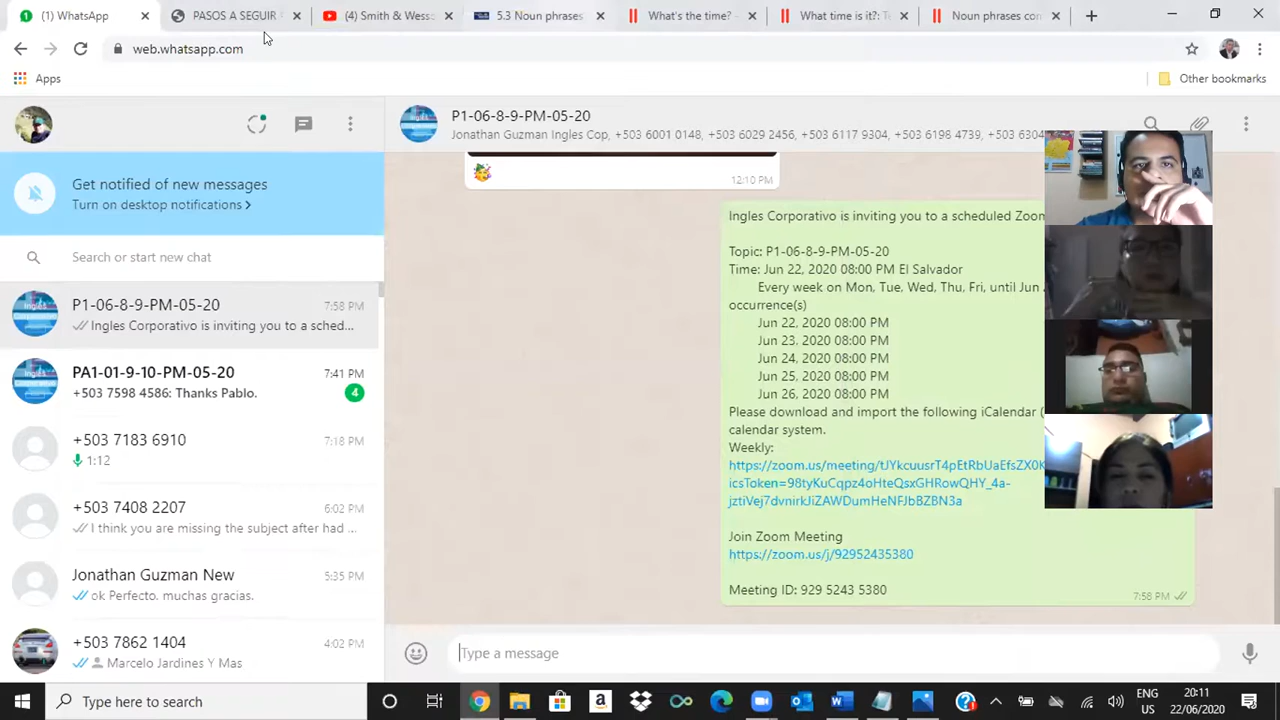 (1) WhatsApp
PASOS A SEGUIR
(4) Smith & Wess
5.3 Noun phrases
What's the time?
What time is it?: T
Noun phrases co
web.whatsapp.com
Apps
Other bookmarks
P1-06-8-9-PM-05-20
Jonathan Guzman Ingles Cop, +503 6001 0148, +503 6029 2456, +503 6117 9304, +503 6198 4739, +503 6304
Get notified of new messages
Turn on desktop notifications >
12:10 PM
Search or start new chat
Ingles Corporativo is inviting you to a scheduled Zoom
Topic: P1-06-8-9-PM-05-20
Time: Jun 22, 2020 08:00 PM El Salvador
Every week on Mon, Tue, Wed, Thu, Fri, until Jun
occurrence(s)
Jun 22, 2020 08:00 PM
Jun 23, 2020 08:00 PM
Jun 24, 2020 08:00 PM
Jun 25, 2020 08:00 PM
Jun 26, 2020 08:00 PM
Please download and import the following iCalendar (
calendar system.
Weekly:
https://zoom.us/meeting/tJYkcuusrT4pEtRbUaEfsZX0K
icsToken=98tyKuCqpz4oHteQsxGHRowQHY_4a-
jztiVej7dvnirkJiZAWDumHeNFJbBZBN3a
Join Zoom Meeting
https://zoom.us/j/92952435380
Meeting ID: 929 5243 5380
7:58 PM
P1-06-8-9-PM-05-20 7:58 PM
Ingles Corporativo is inviting you to a sched...
PA1-01-9-10-PM-05-20 7:41 PM
+503 7598 4586: Thanks Pablo. 4
+503 7183 6910 7:18 PM
1:12
+503 7408 2207 6:02 PM
I think you are missing the subject after had ...
Jonathan Guzman New 5:35 PM
ok Perfecto. muchas gracias.
+503 7862 1404 4:02 PM
Marcelo Jardines Y Mas
Type a message
Type here to search
ENG
US
20:11
22/06/2020